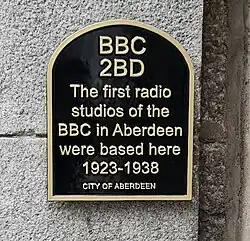 BBC
2BD
The first radio
studios of the
BBC in Aberdeen
were based here
1923-1938
CITY OF ABERDEEN